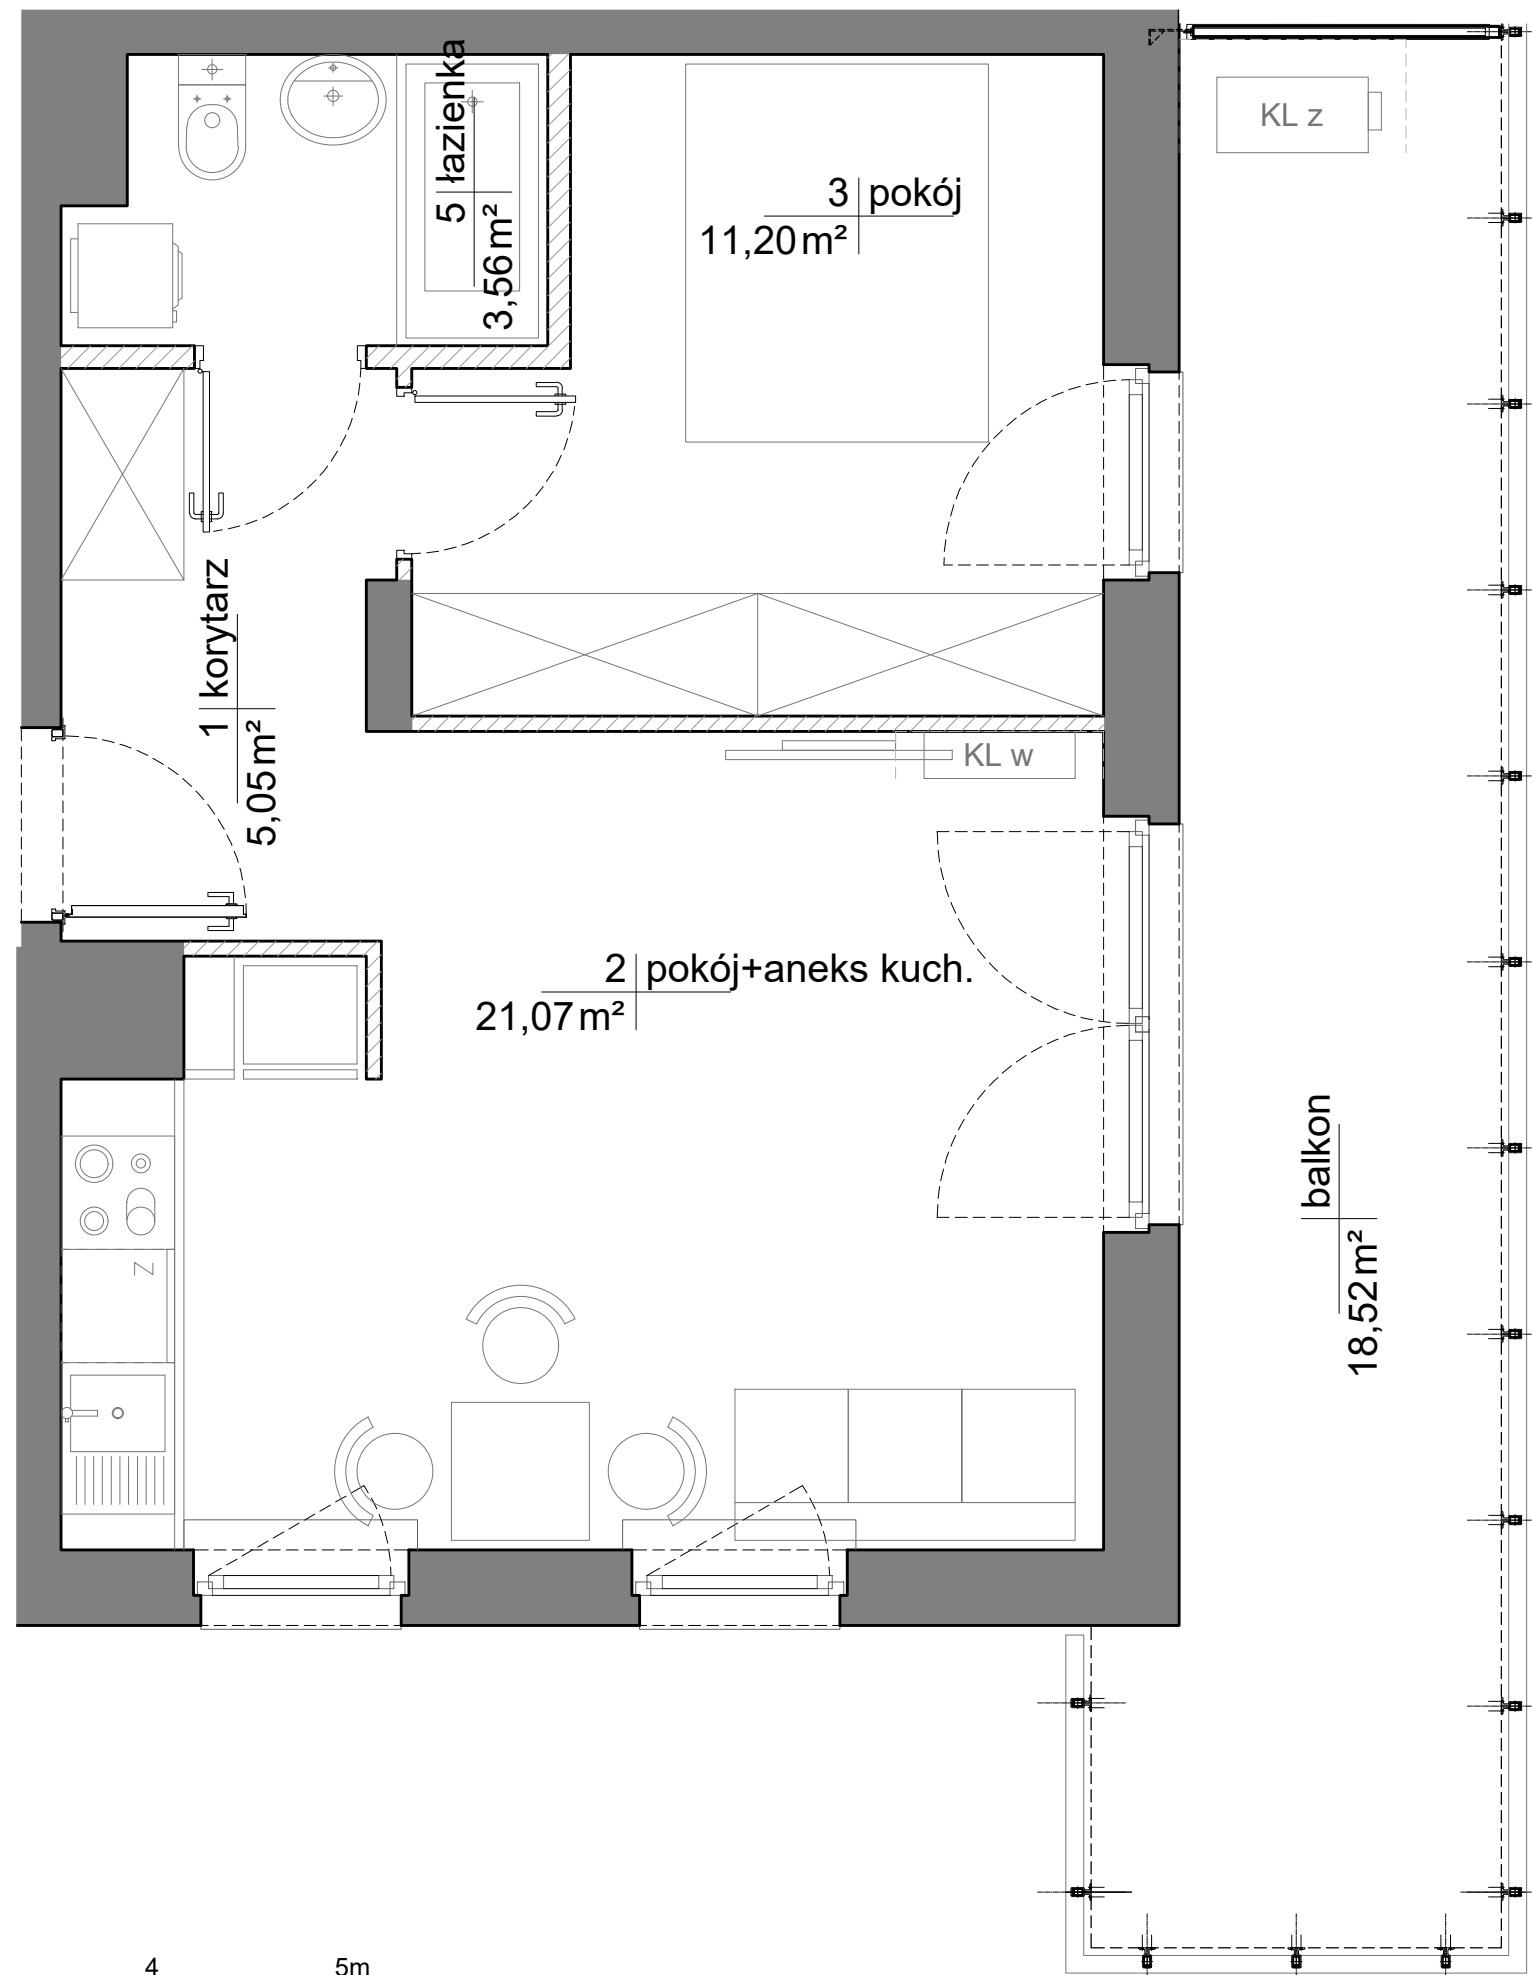 5 łazienka
3,56 m²
3 pokój
11,20 m²
KL z
1 korytarz
5,05 m²
KL w
2 pokój+aneks kuch.
21,07 m²
balkon
18,52 m²
Z
4 5m